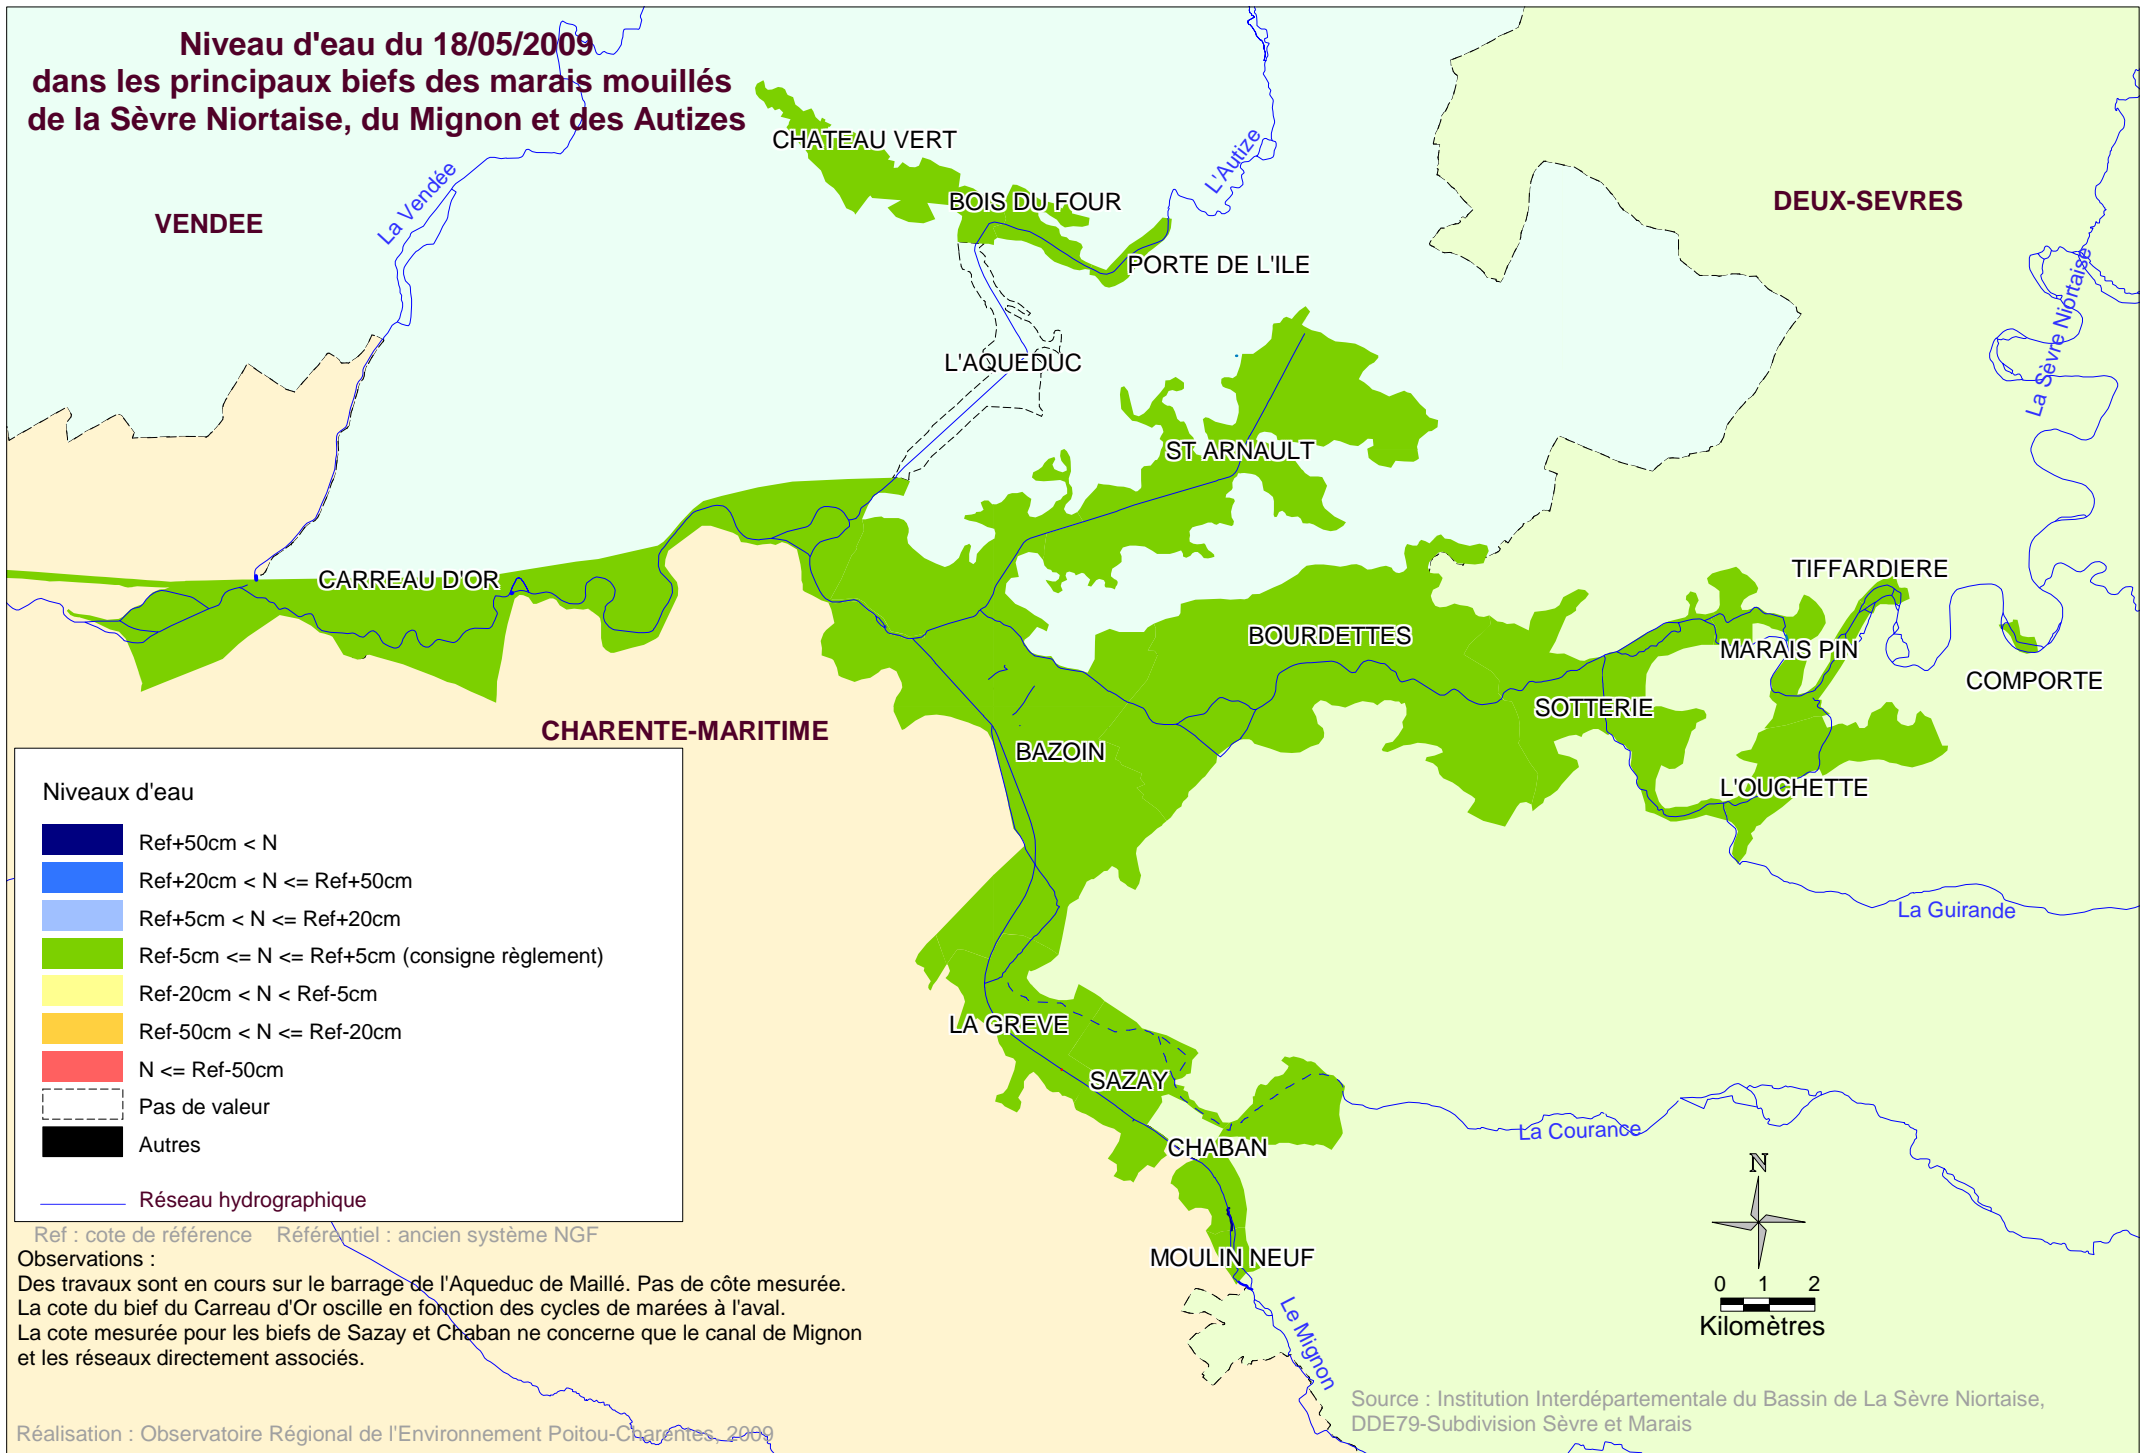 Niveau d'eau du 18/05/2009
dans les principaux biefs des marais mouillés
de la Sèvre Niortaise, du Mignon et des Autizes
CHATEAU VERT
BOIS DU FOUR
PORTE DE L'ILE
L'Autize
La Vendée
VENDEE
DEUX-SEVRES
La Sèvre Niortaise
L'AQUEDUC
ST ARNAULT
CARREAU D'OR
TIFFARDIERE
BOURDETTES
MARAIS PIN
COMPORTE
SOTTERIE
CHARENTE-MARITIME
BAZOIN
L'OUCHETTE
La Guirande
LA GREVE
SAZAY
CHABAN
La Courance
MOULIN NEUF
Le Mignon
Niveaux d'eau
Ref+50cm < N
Ref+20cm < N <= Ref+50cm
Ref+5cm < N <= Ref+20cm
Ref-5cm <= N <= Ref+5cm (consigne règlement)
Ref-20cm < N < Ref-5cm
Ref-50cm < N <= Ref-20cm
N <= Ref-50cm
Pas de valeur
Autres
Réseau hydrographique
Ref : cote de référence Référentiel : ancien système NGF
Observations :
Des travaux sont en cours sur le barrage de l'Aqueduc de Maillé. Pas de côte mesurée.
La cote du bief du Carreau d'Or oscille en fonction des cycles de marées à l'aval.
La cote mesurée pour les biefs de Sazay et Chaban ne concerne que le canal de Mignon
et les réseaux directement associés.
N
0 1 2
Kilomètres
Source : Institution Interdépartementale du Bassin de La Sèvre Niortaise,
DDE79-Subdivision Sèvre et Marais
Réalisation : Observatoire Régional de l'Environnement Poitou-Charentes, 2009